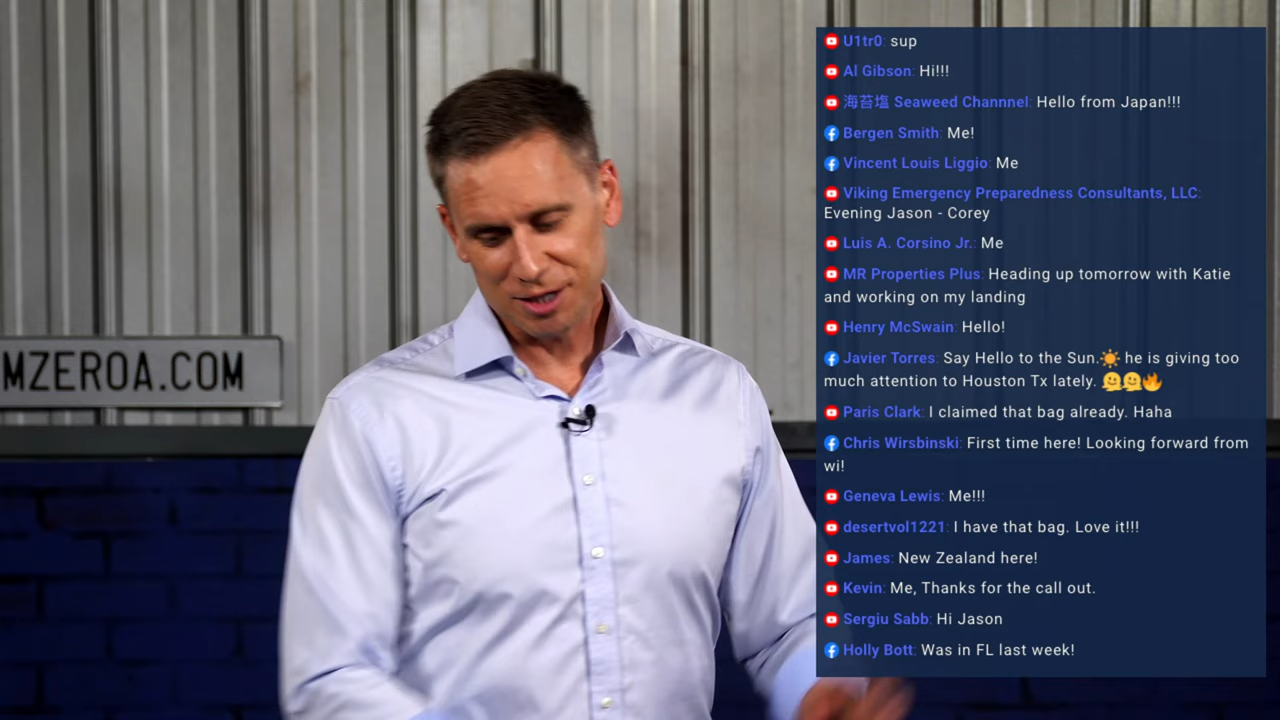 MZEROA.COM
U1tr0: sup
Al Gibson: Hi!!!
海苔塩 Seaweed Channnel: Hello from Japan!!!
Bergen Smith: Me!
Vincent Louis Liggio: Me
Viking Emergency Preparedness Consultants, LLC:
Evening Jason - Corey
Luis A. Corsino Jr.: Me
MR Properties Plus: Heading up tomorrow with Katie
and working on my landing
Henry McSwain: Hello!
Javier Torres: Say Hello to the Sun.☀️ he is giving too
much attention to Houston Tx lately. 🫠🫠🔥
Paris Clark: I claimed that bag already. Haha
Chris Wirsbinski: First time here! Looking forward from
wi!
Geneva Lewis: Me!!!
desertvol1221: I have that bag. Love it!!!
James: New Zealand here!
Kevin: Me, Thanks for the call out.
Sergiu Sabb: Hi Jason
Holly Bott: Was in FL last week!